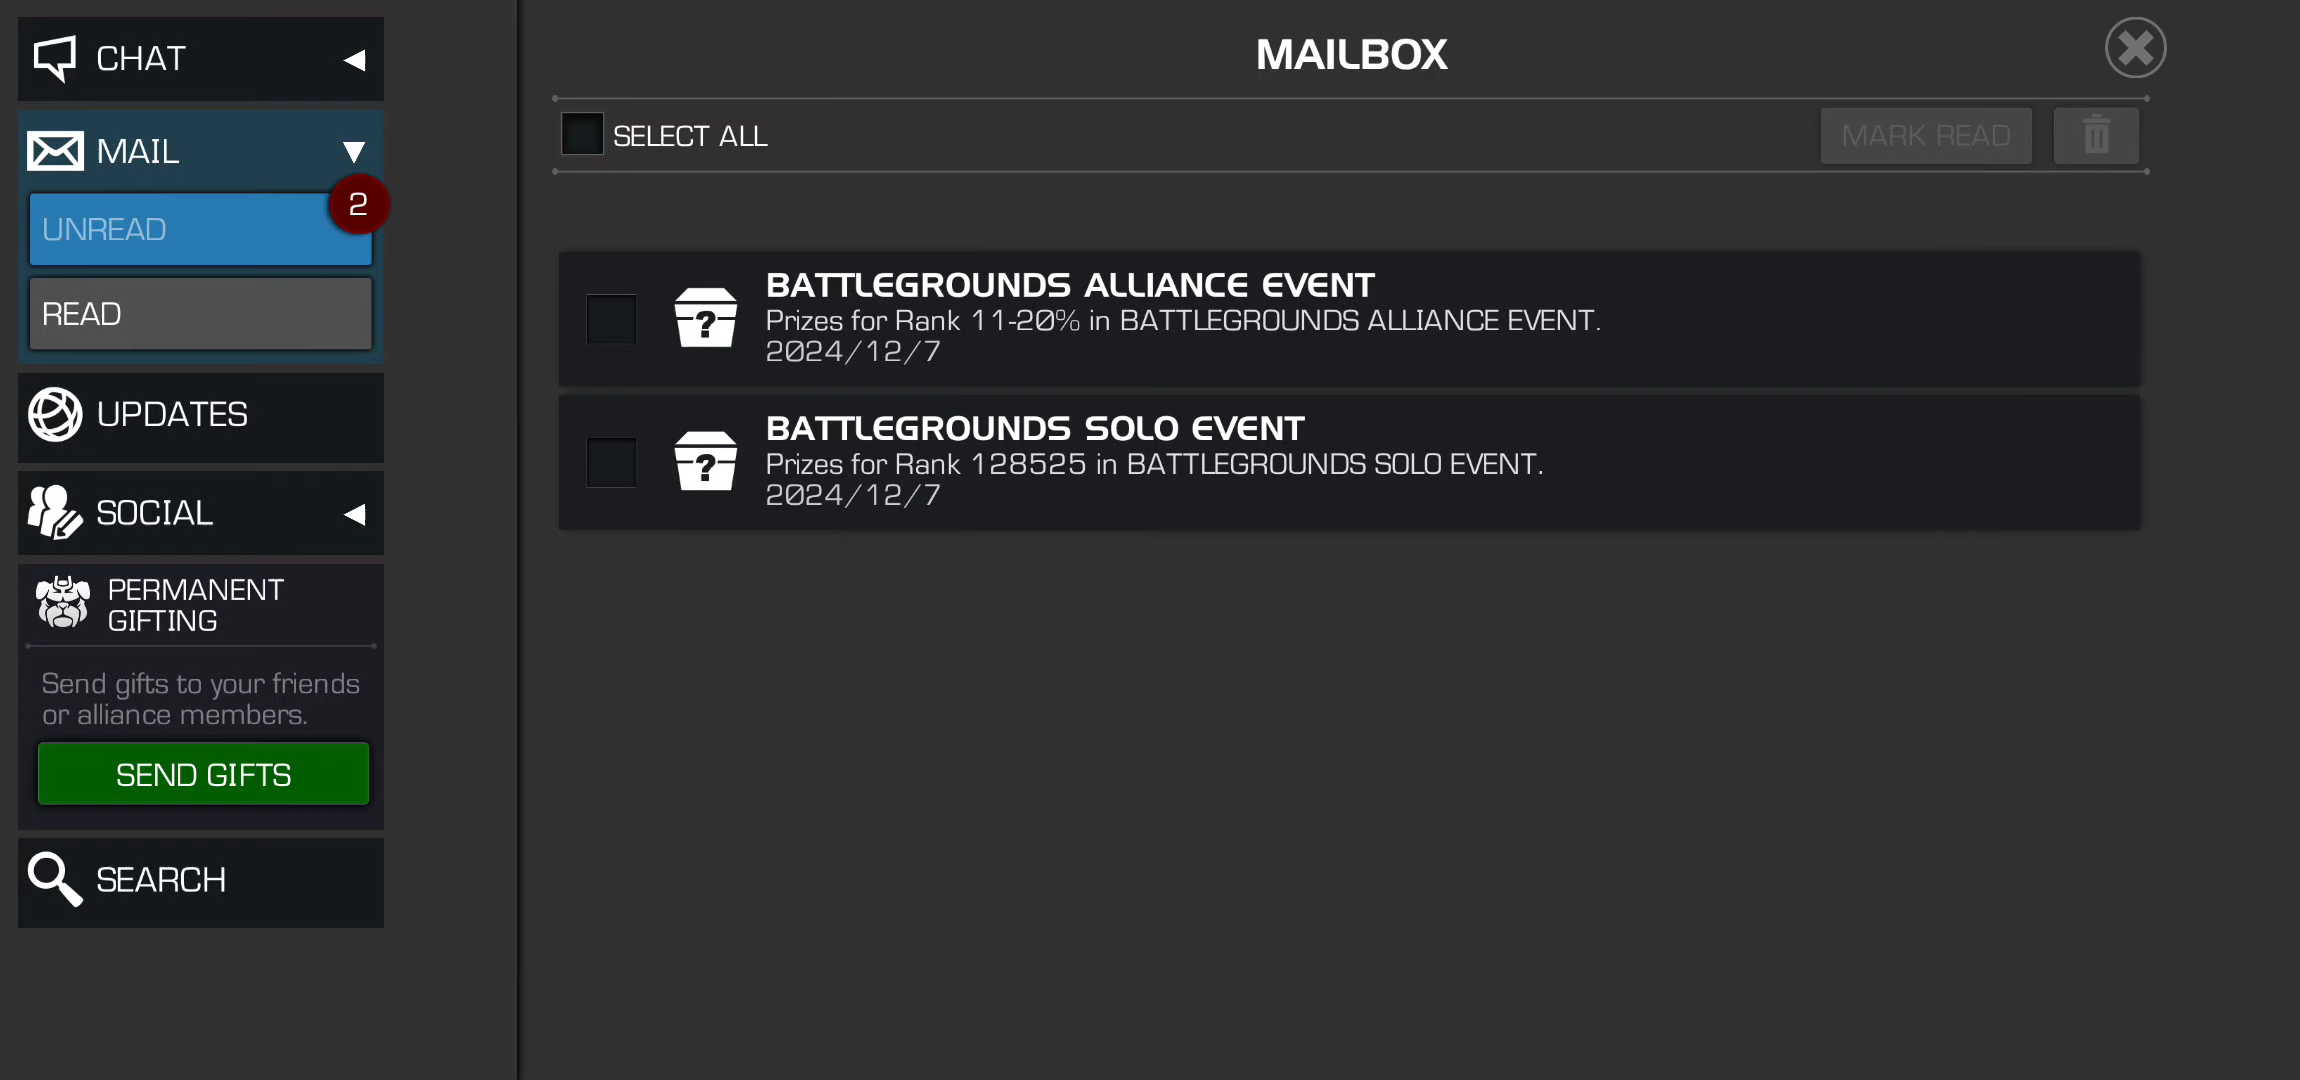 CHAT
MAIL
2
UNREAD
READ
UPDATES
SOCIAL
PERMANENT
GIFTING
Send gifts to your friends
or alliance members.
SEND GIFTS
SEARCH
MAILBOX
SELECT ALL
MARK READ
BATTLEGROUNDS ALLIANCE EVENT
Prizes for Rank 11-20% in BATTLEGROUNDS ALLIANCE EVENT.
2024/12/7
BATTLEGROUNDS SOLO EVENT
Prizes for Rank 128525 in BATTLEGROUNDS SOLO EVENT.
2024/12/7